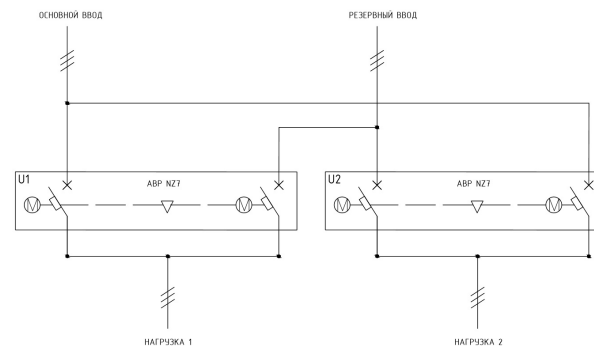 ОСНОВНОЙ ВВОД
РЕЗЕРВНЫЙ ВВОД
U1
АВР NZ7
U2
АВР NZ7
M
M
M
M
НАГРУЗКА 1
НАГРУЗКА 2